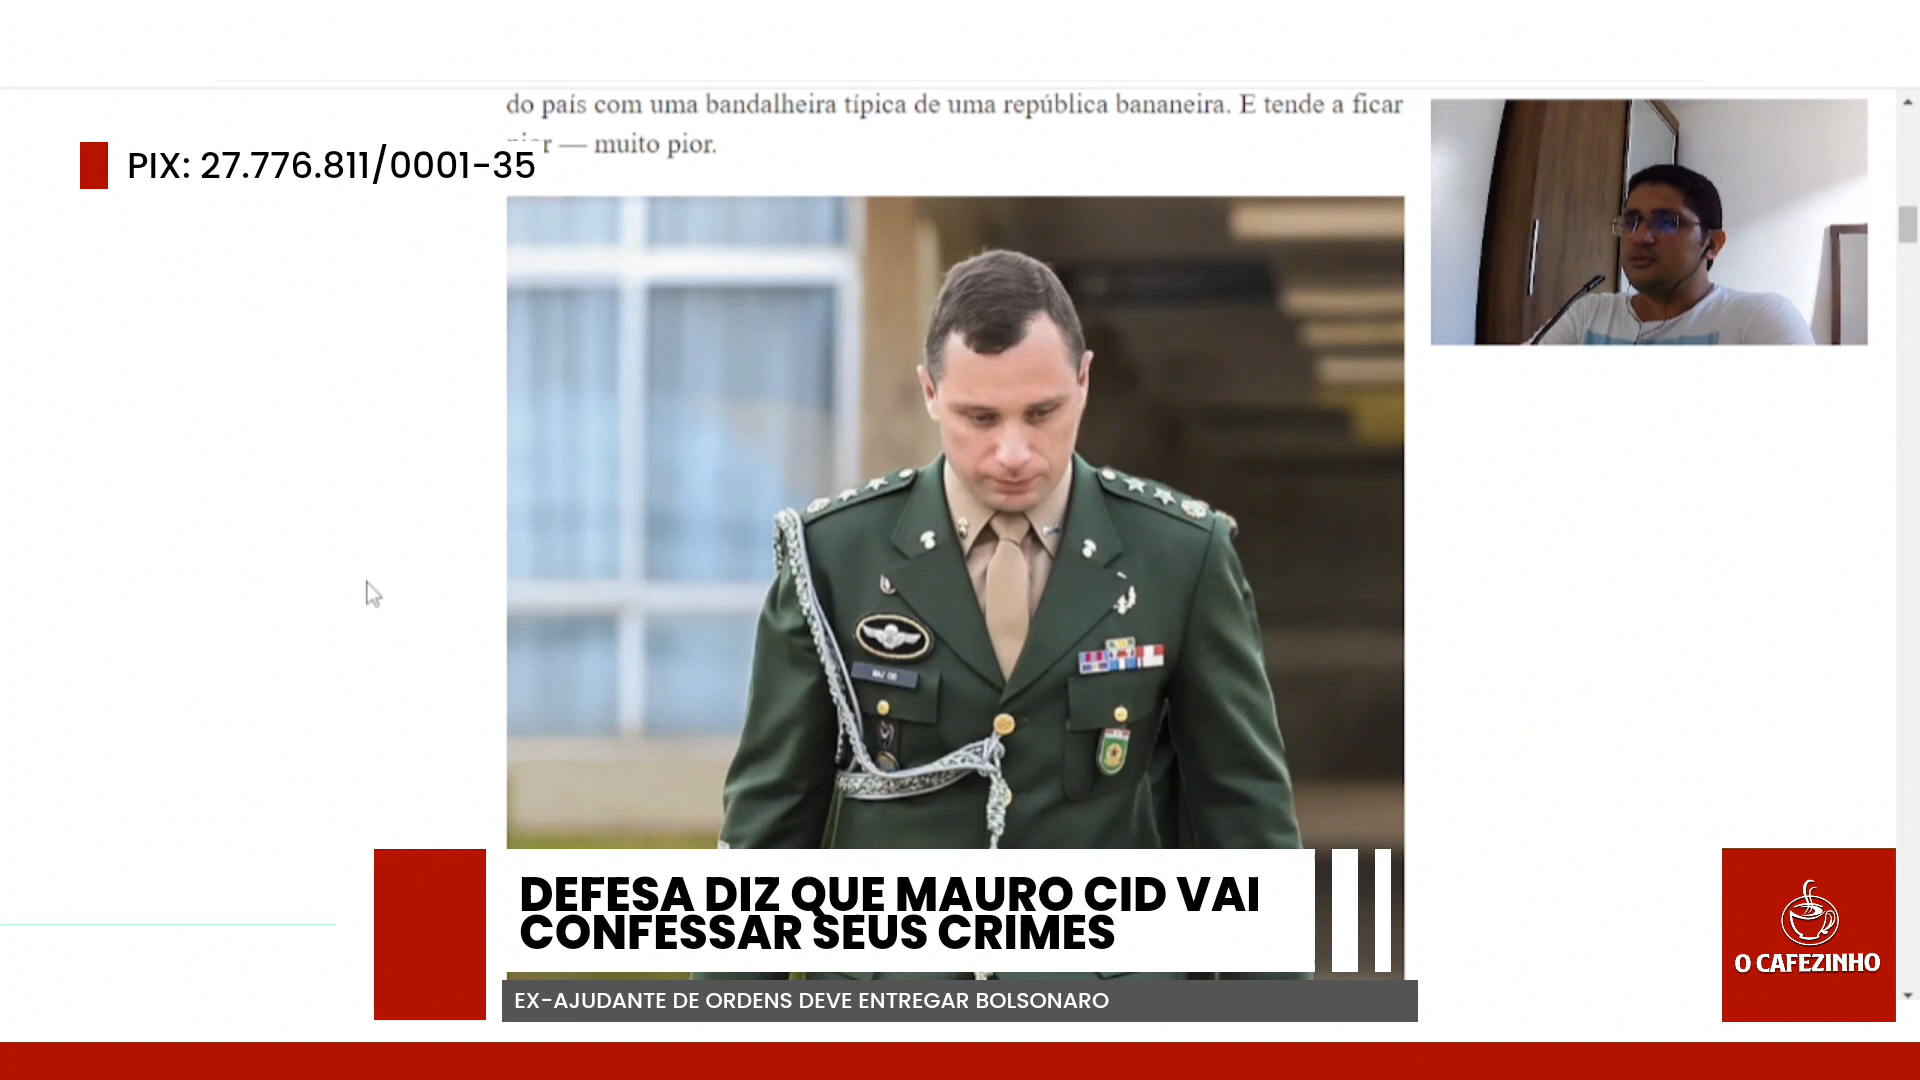 do país com uma bandalheira típica de uma república bananeira. E tende a ficar
— muito pior.
PIX: 27.776.811/0001-35
DEFESA DIZ QUE MAURO CID VAI
CONFESSAR SEUS CRIMES
EX-AJUDANTE DE ORDENS DEVE ENTREGAR BOLSONARO
O CAFEZINHO